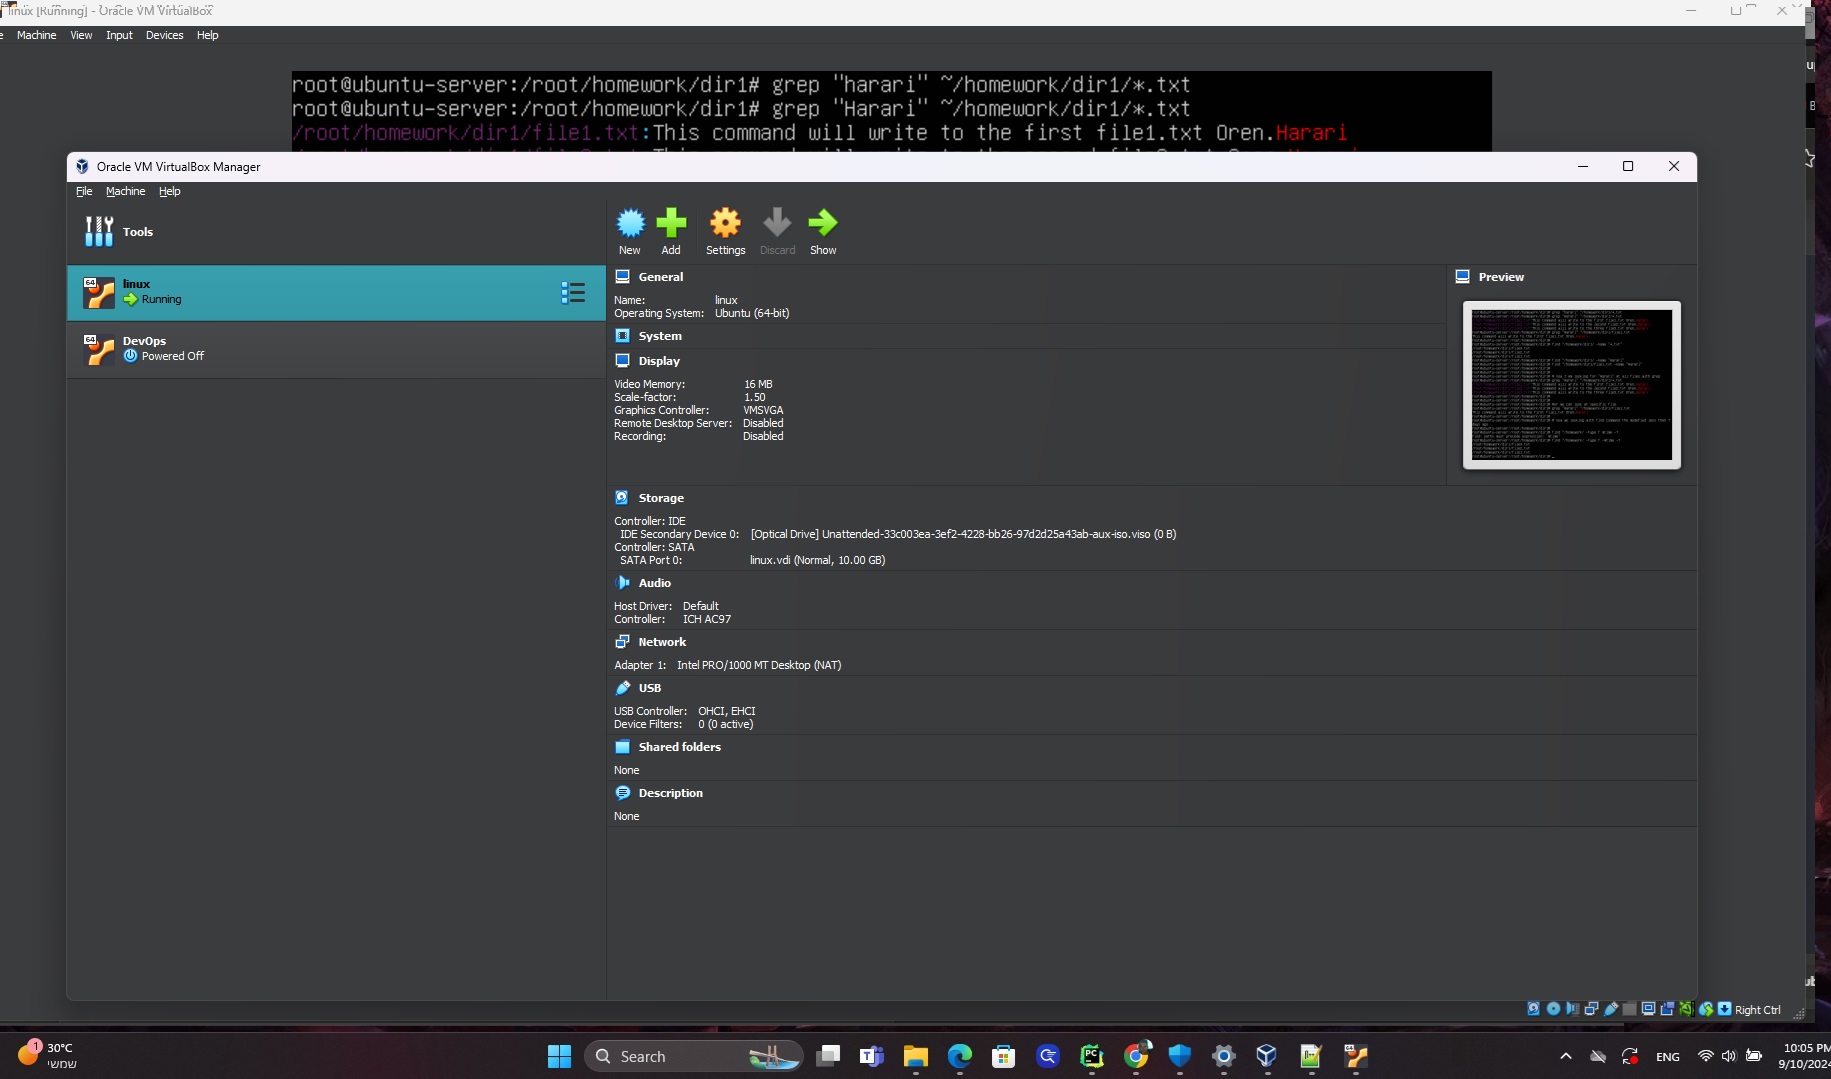 linux [Running] - Oracle VM VirtualBox
Machine View Input Devices Help
root@ubuntu-server:/root/homework/dir1# grep "harari" ~/homework/dir1/*.txt
root@ubuntu-server:/root/homework/dir1# grep "Harari" ~/homework/dir1/*.txt
/root/homework/dir1/file1.txt:This command will write to the first file1.txt Oren.Harari
Oracle VM VirtualBox Manager
File Machine Help
Tools
New Add Settings Discard Show
64 linux
Running
64 DevOps
Powered Off
General
Name: linux
Operating System: Ubuntu (64-bit)
System
Display
Video Memory: 16 MB
Scale-factor: 1.50
Graphics Controller: VMSVGA
Remote Desktop Server: Disabled
Recording: Disabled
Preview
Storage
Controller: IDE
IDE Secondary Device 0: [Optical Drive] Unattended-33c003ea-3ef2-4228-bb26-97d2d25a43ab-aux-iso.viso (0 B)
Controller: SATA
SATA Port 0: linux.vdi (Normal, 10.00 GB)
Audio
Host Driver: Default
Controller: ICH AC97
Network
Adapter 1: Intel PRO/1000 MT Desktop (NAT)
USB
USB Controller: OHCI, EHCI
Device Filters: 0 (0 active)
Shared folders
None
Description
None
Right Ctrl
1 30°C
שמשי
Search
ENG
10:05 PM
9/10/2024